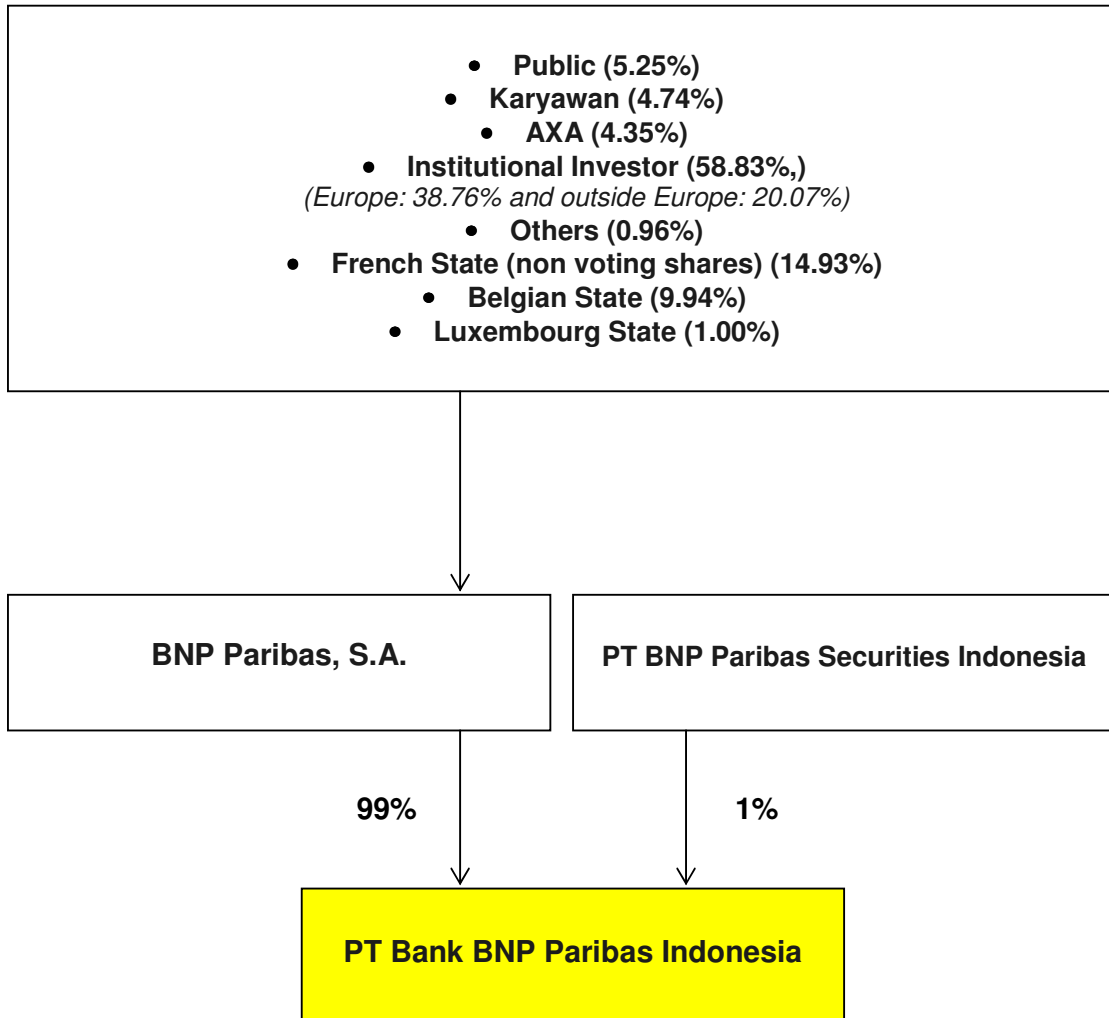 • Public (5.25%)
• Karyawan (4.74%)
• AXA (4.35%)
• Institutional Investor (58.83%,)
(Europe: 38.76% and outside Europe: 20.07%)
• Others (0.96%)
• French State (non voting shares) (14.93%)
• Belgian State (9.94%)
• Luxembourg State (1.00%)
BNP Paribas, S.A.
PT BNP Paribas Securities Indonesia
99%
1%
PT Bank BNP Paribas Indonesia